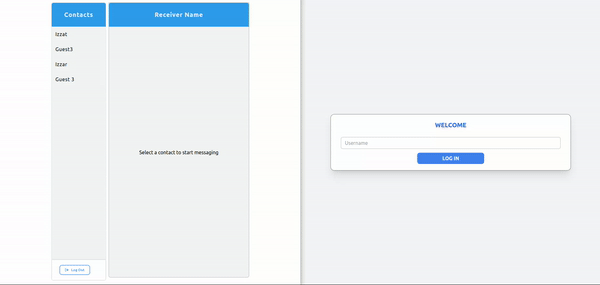 Contacts
Receiver Name
Izzat
Guest3
Izzar
Guest 3
Select a contact to start messaging
Log Out
WELCOME
Username
LOG IN